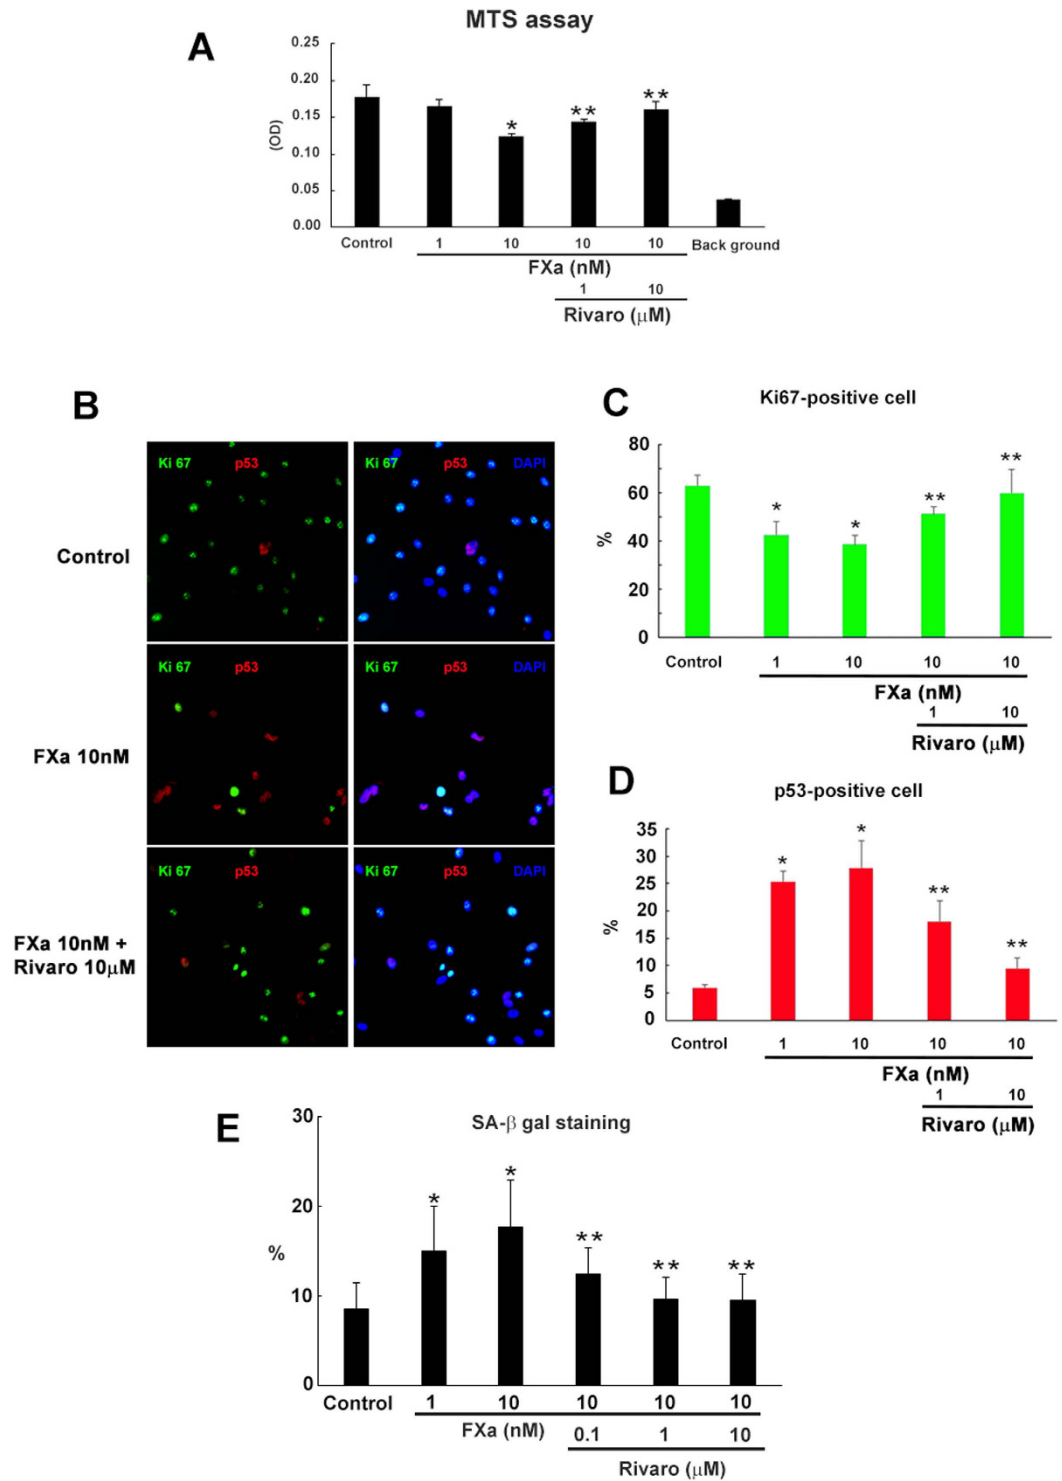 MTS assay
A
0.25
0.20
0.15
0.10
0.05
0.00
(OD)
*
**
**
Control 1 10 10 10 Back ground
FXa (nM)
1 10
Rivaro (μM)
B
Ki 67 p53 Ki 67 p53 DAPI
Control
Ki 67 p53 Ki 67 p53 DAPI
FXa 10nM
Ki 67 p53 Ki 67 p53 DAPI
FXa 10nM +
Rivaro 10μM
C
Ki67-positive cell
80
60
40
20
0
%
*
*
**
**
Control 1 10 10 10
FXa (nM)
1 10
Rivaro (μM)
D
p53-positive cell
35
30
25
20
15
10
5
0
%
*
*
**
**
Control 1 10 10 10
FXa (nM)
1 10
Rivaro (μM)
E
SA-β gal staining
30
20
10
0
%
*
*
**
**
**
Control 1 10 10 10 10
FXa (nM) 0.1 1 10
Rivaro (μM)